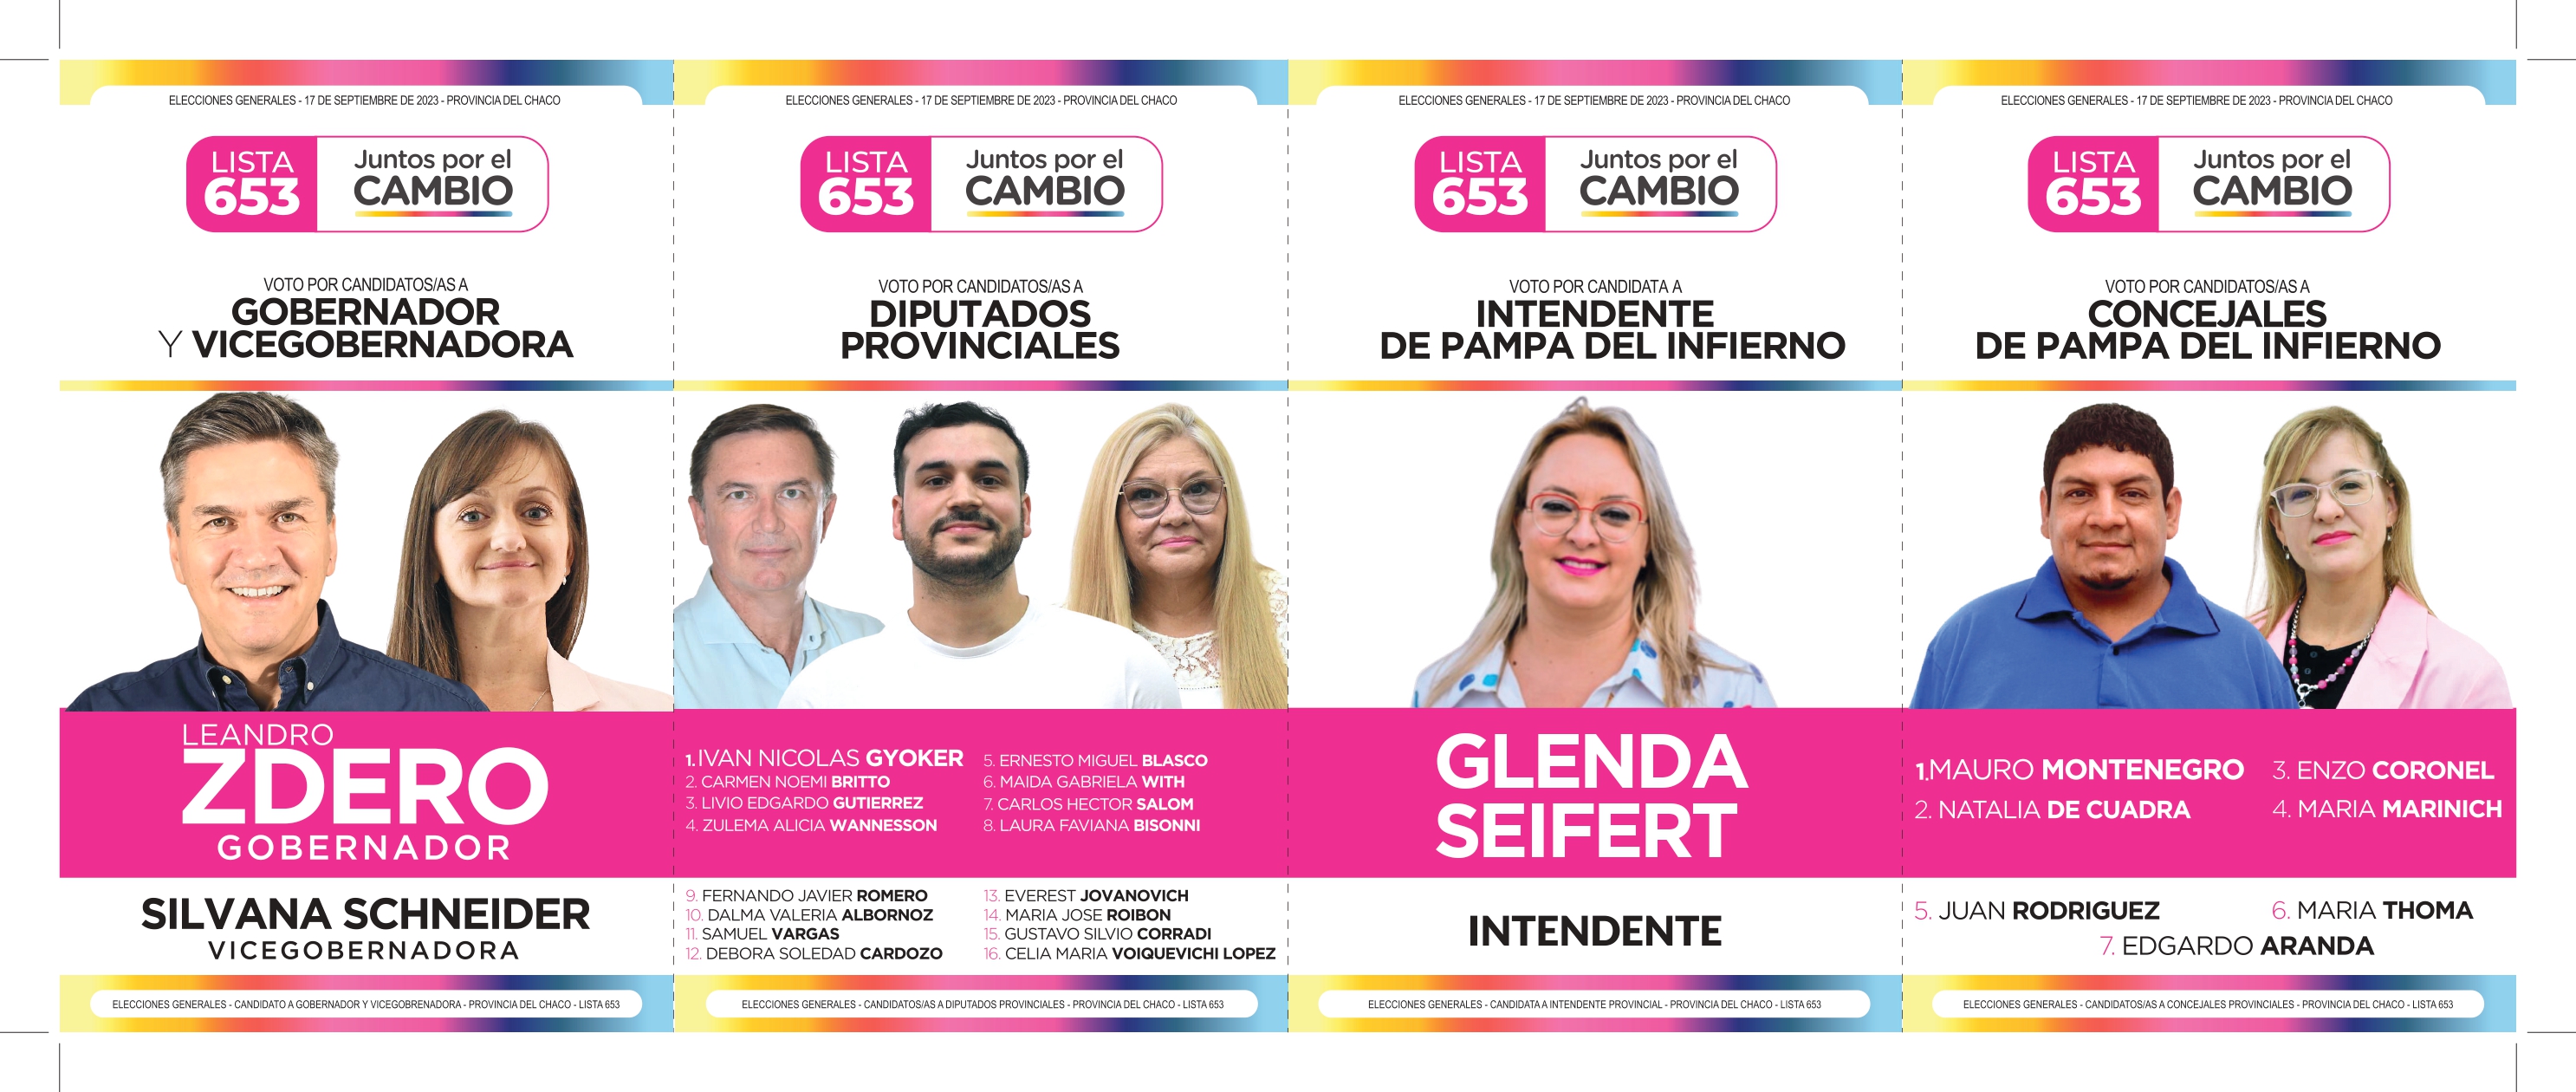 ELECCIONES GENERALES - 17 DE SEPTIEMBRE DE 2023 - PROVINCIA DEL CHACO
LISTA
653
Juntos por el
CAMBIO
VOTO POR CANDIDATOS/AS A
GOBERNADOR
Y VICEGOBERNADORA
LEANDRO
ZDERO
GOBERNADOR
SILVANA SCHNEIDER
VICEGOBERNADORA
ELECCIONES GENERALES - CANDIDATO A GOBERNADOR Y VICEGOBRENADORA - PROVINCIA DEL CHACO - LISTA 653
ELECCIONES GENERALES - 17 DE SEPTIEMBRE DE 2023 - PROVINCIA DEL CHACO
LISTA
653
Juntos por el
CAMBIO
VOTO POR CANDIDATOS/AS A
DIPUTADOS
PROVINCIALES
1. IVAN NICOLAS GYOKER
2. CARMEN NOEMI BRITTO
3. LIVIO EDGARDO GUTIERREZ
4. ZULEMA ALICIA WANNESSON
5. ERNESTO MIGUEL BLASCO
6. MAIDA GABRIELA WITH
7. CARLOS HECTOR SALOM
8. LAURA FAVIANA BISONNI
9. FERNANDO JAVIER ROMERO
10. DALMA VALERIA ALBORNOZ
11. SAMUEL VARGAS
12. DEBORA SOLEDAD CARDOZO
13. EVEREST JOVANOVICH
14. MARIA JOSE ROIBON
15. GUSTAVO SILVIO CORRADI
16. CELIA MARIA VOIQUEVICHI LOPEZ
ELECCIONES GENERALES - CANDIDATOS/AS A DIPUTADOS PROVINCIALES - PROVINCIA DEL CHACO - LISTA 653
ELECCIONES GENERALES - 17 DE SEPTIEMBRE DE 2023 - PROVINCIA DEL CHACO
LISTA
653
Juntos por el
CAMBIO
VOTO POR CANDIDATA A
INTENDENTE
DE PAMPA DEL INFIERNO
GLENDA
SEIFERT
INTENDENTE
ELECCIONES GENERALES - CANDIDATA A INTENDENTE PROVINCIAL - PROVINCIA DEL CHACO - LISTA 653
ELECCIONES GENERALES - 17 DE SEPTIEMBRE DE 2023 - PROVINCIA DEL CHACO
LISTA
653
Juntos por el
CAMBIO
VOTO POR CANDIDATOS/AS A
CONCEJALES
DE PAMPA DEL INFIERNO
1.MAURO MONTENEGRO
2. NATALIA DE CUADRA
3. ENZO CORONEL
4. MARIA MARINICH
5. JUAN RODRIGUEZ
6. MARIA THOMA
7. EDGARDO ARANDA
ELECCIONES GENERALES - CANDIDATOS/AS A CONCEJALES PROVINCIALES - PROVINCIA DEL CHACO - LISTA 653